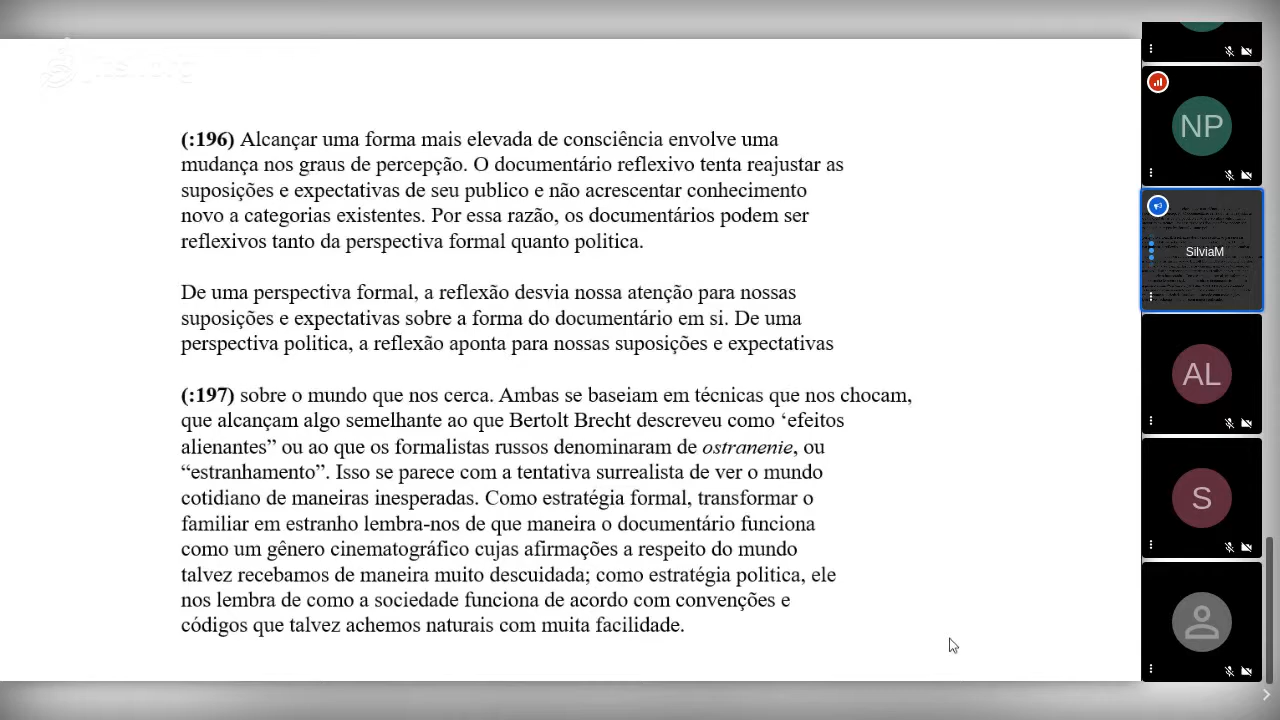 (:196) Alcançar uma forma mais elevada de consciência envolve uma
mudança nos graus de percepção. O documentário reflexivo tenta reajustar as
suposições e expectativas de seu publico e não acrescentar conhecimento
novo a categorias existentes. Por essa razão, os documentários podem ser
reflexivos tanto da perspectiva formal quanto politica.
De uma perspectiva formal, a reflexão desvia nossa atenção para nossas
suposições e expectativas sobre a forma do documentário em si. De uma
perspectiva politica, a reflexão aponta para nossas suposições e expectativas
(:197) sobre o mundo que nos cerca. Ambas se baseiam em técnicas que nos chocam,
que alcançam algo semelhante ao que Bertolt Brecht descreveu como ‘efeitos
alienantes” ou ao que os formalistas russos denominaram de ostranenie, ou
“estranhamento”. Isso se parece com a tentativa surrealista de ver o mundo
cotidiano de maneiras inesperadas. Como estratégia formal, transformar o
familiar em estranho lembra-nos de que maneira o documentário funciona
como um gênero cinematográfico cujas afirmações a respeito do mundo
talvez recebamos de maneira muito descuidada; como estratégia politica, ele
nos lembra de como a sociedade funciona de acordo com convenções e
códigos que talvez achemos naturais com muita facilidade.
NP
SilviaM
AL
S